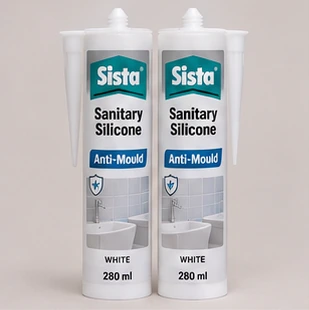 Sista®
Sanitary
Silicone
Anti-Mould
WHITE
280 ml
Sista®
Sanitary
Silicone
Anti-Mould
WHITE
280 ml